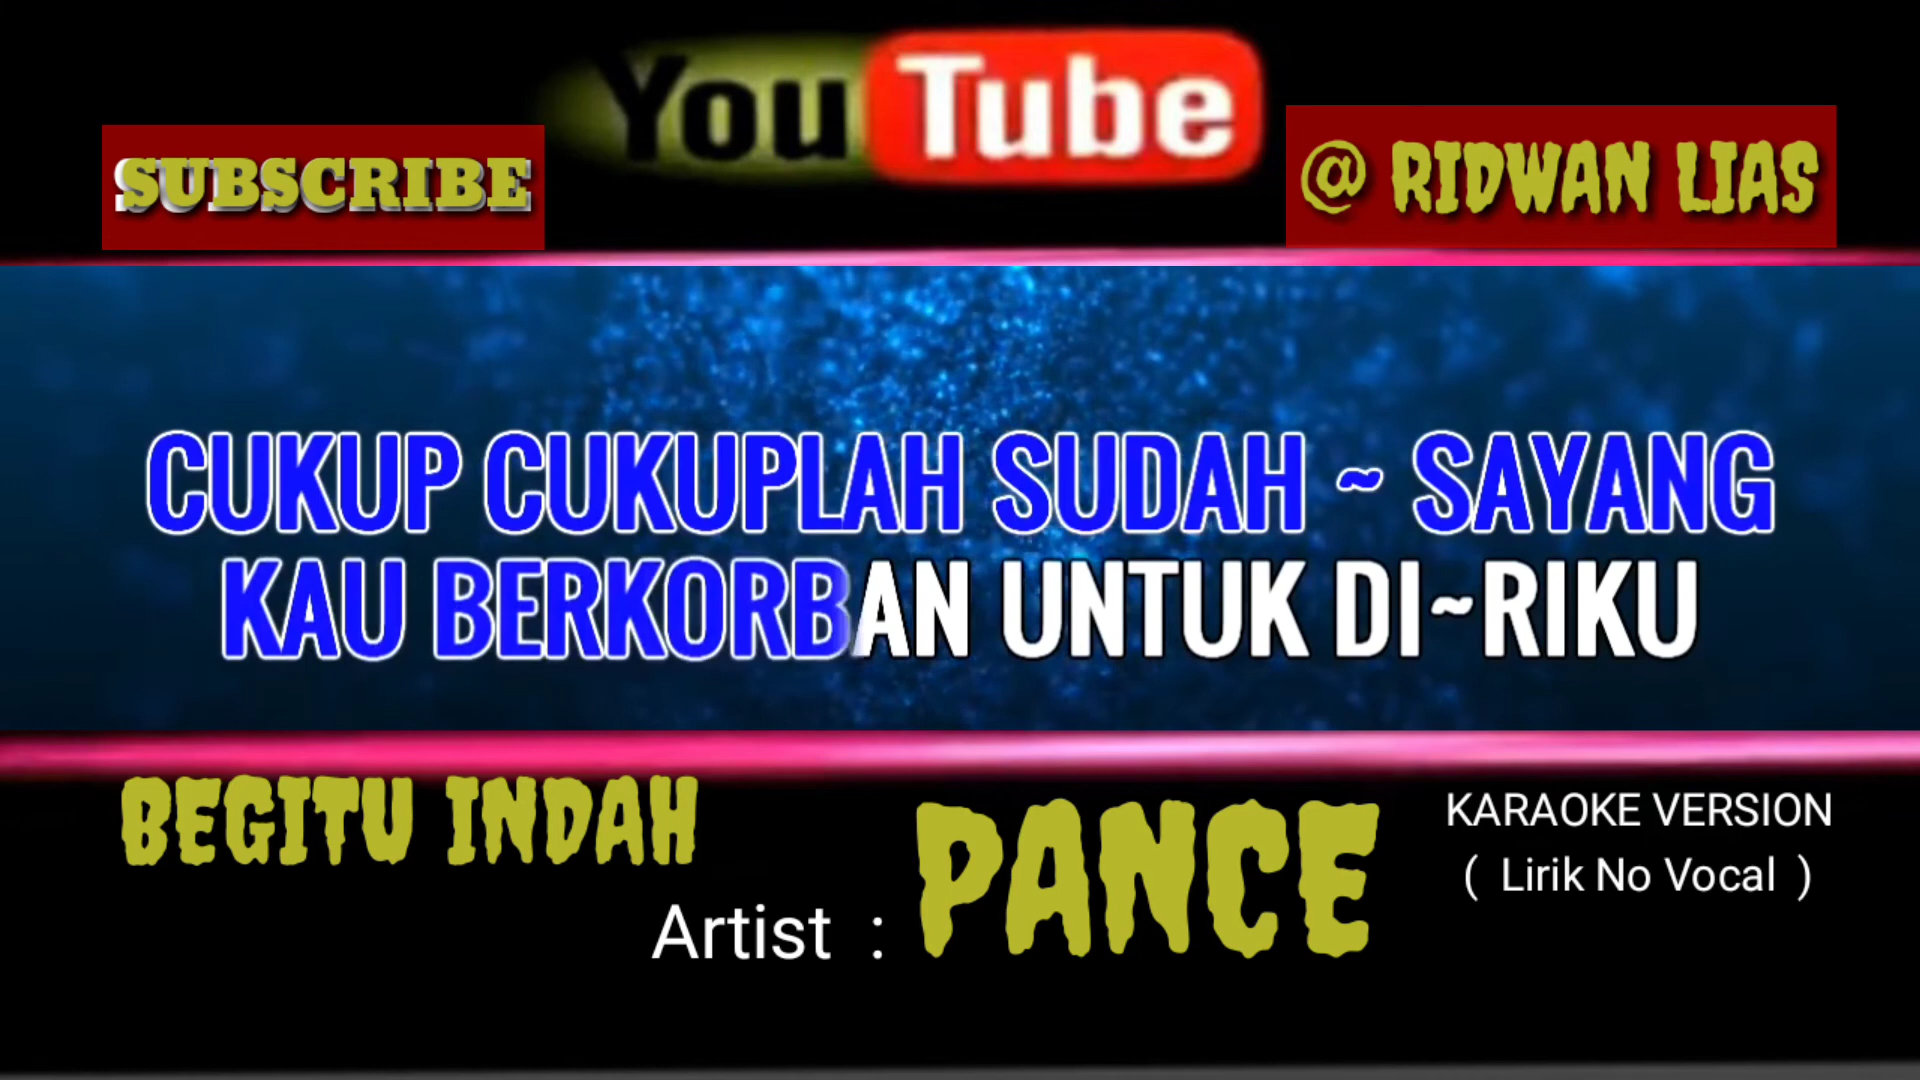 YouTube
SUBSCRIBE
@ RIDWAN LIAS
CUKUP CUKUPLAH SUDAH ~ SAYANG
KAU BERKORBAN UNTUK DI~RIKU
BEGITU INDAH
Artist : PANCE
KARAOKE VERSION
( Lirik No Vocal )